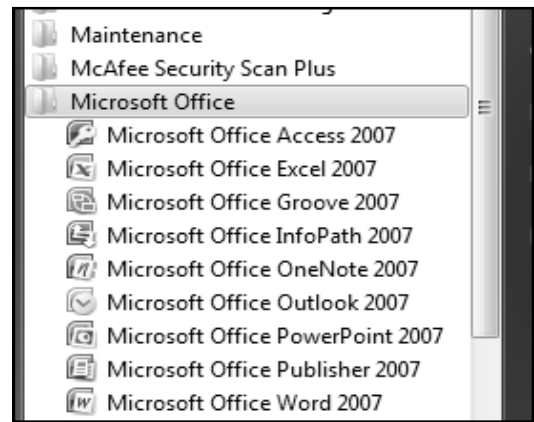 Maintenance
McAfee Security Scan Plus
Microsoft Office
Microsoft Office Access 2007
Microsoft Office Excel 2007
Microsoft Office Groove 2007
Microsoft Office InfoPath 2007
Microsoft Office OneNote 2007
Microsoft Office Outlook 2007
Microsoft Office PowerPoint 2007
Microsoft Office Publisher 2007
Microsoft Office Word 2007